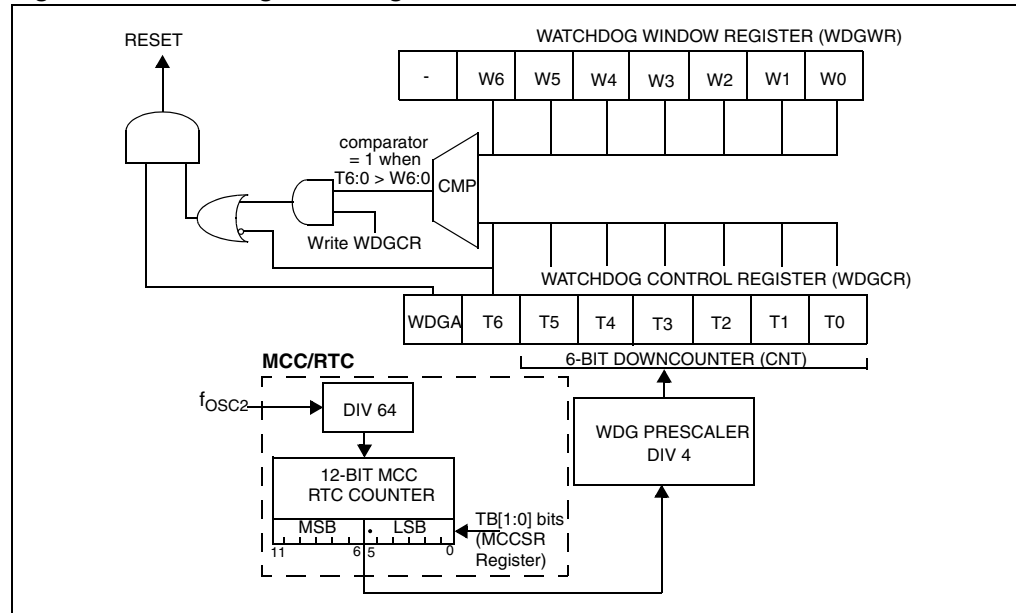 RESET
WATCHDOG WINDOW REGISTER (WDGWR)
- W6 W5 W4 W3 W2 W1 W0
comparator
= 1 when
T6:0 > W6:0
CMP
Write WDGCR
WATCHDOG CONTROL REGISTER (WDGCR)
WDGA T6 T5 T4 T3 T2 T1 T0
6-BIT DOWNCOUNTER (CNT)
MCC/RTC
fOSC2
DIV 64
WDG PRESCALER
DIV 4
12-BIT MCC
RTC COUNTER
MSB LSB
11 6 5 0
TB[1:0] bits
(MCCSR
Register)